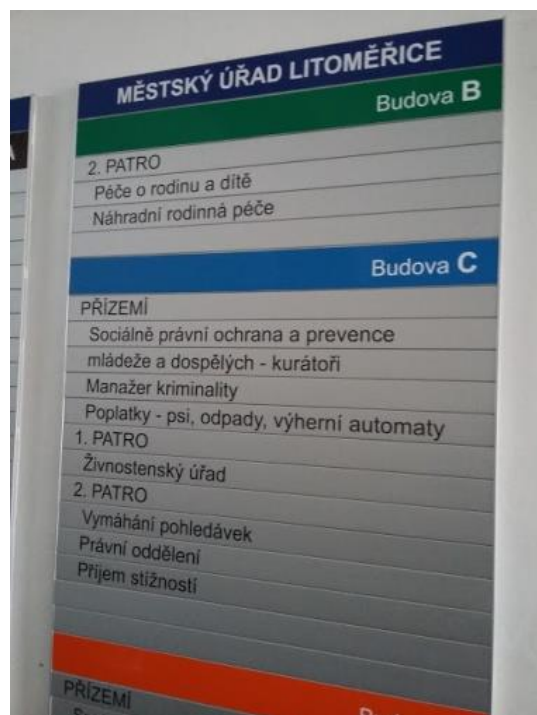 MĚSTSKÝ ÚŘAD LITOMĚŘICE
Budova B
2. PATRO
Péče o rodinu a dítě
Náhradní rodinná péče
Budova C
PŘÍZEMÍ
Sociálně právní ochrana a prevence
mládeže a dospělých - kurátoři
Manažer kriminality
Poplatky - psi, odpady, výherní automaty
1. PATRO
Živnostenský úřad
2. PATRO
Vymáhání pohledávek
Právní oddělení
Příjem stížností
PŘÍZEMÍ